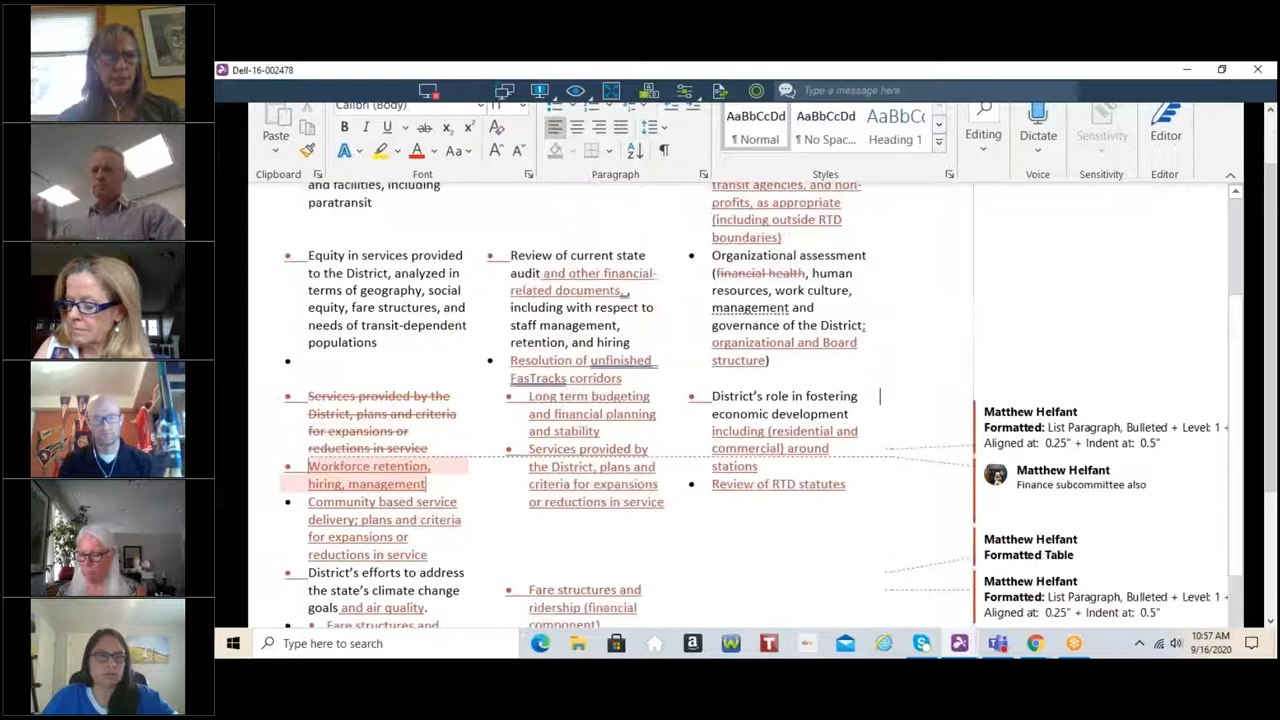 Dell-16-002478
Type a message here
Calibri (Body)
11
AaBbCcDd
AaBbCcDd
AaBbCc
Paste
B I U ab x₂ x²
¶ Normal
¶ No Spac...
Heading 1
Editing
Dictate
Sensitivity
Editor
Clipboard
Font
Paragraph
Styles
Voice
Sensitivity
Editor
and facilities, including
paratransit
Equity in services provided
to the District, analyzed in
terms of geography, social
equity, fare structures, and
needs of transit-dependent
populations
Services provided by the
District, plans and criteria
for expansions or
reductions in service
Workforce retention,
hiring, management
Community based service
delivery; plans and criteria
for expansions or
reductions in service
District's efforts to address
the state's climate change
goals and air quality.
Fare structures and
Review of current state
audit and other financial-
related documents,
including with respect to
staff management,
retention, and hiring
Resolution of unfinished
FasTracks corridors
Long term budgeting
and financial planning
and stability
Services provided by
the District, plans and
criteria for expansions
or reductions in service
Fare structures and
ridership (financial
component)
transit agencies, and non-
profits, as appropriate
(including outside RTD
boundaries)
Organizational assessment
(financial health, human
resources, work culture,
management and
governance of the District;
organizational and Board
structure)
District's role in fostering
economic development
including (residential and
commercial) around
stations
Review of RTD statutes
Matthew Helfant
Formatted: List Paragraph, Bulleted + Level: 1 +
Aligned at: 0.25" + Indent at: 0.5"
Matthew Helfant
Finance subcommittee also
Matthew Helfant
Formatted Table
Matthew Helfant
Formatted: List Paragraph, Bulleted + Level: 1 +
Aligned at: 0.25" + Indent at: 0.5"
Type here to search
10:57 AM
9/16/2020